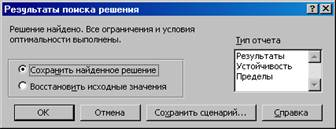 Результаты поиска решения
Решение найдено. Все ограничения и условия
оптимальности выполнены.
Тип отчета
Результаты
Устойчивость
Пределы
Сохранить найденное решение
Восстановить исходные значения
ОК
Отмена
Сохранить сценарий...
Справка